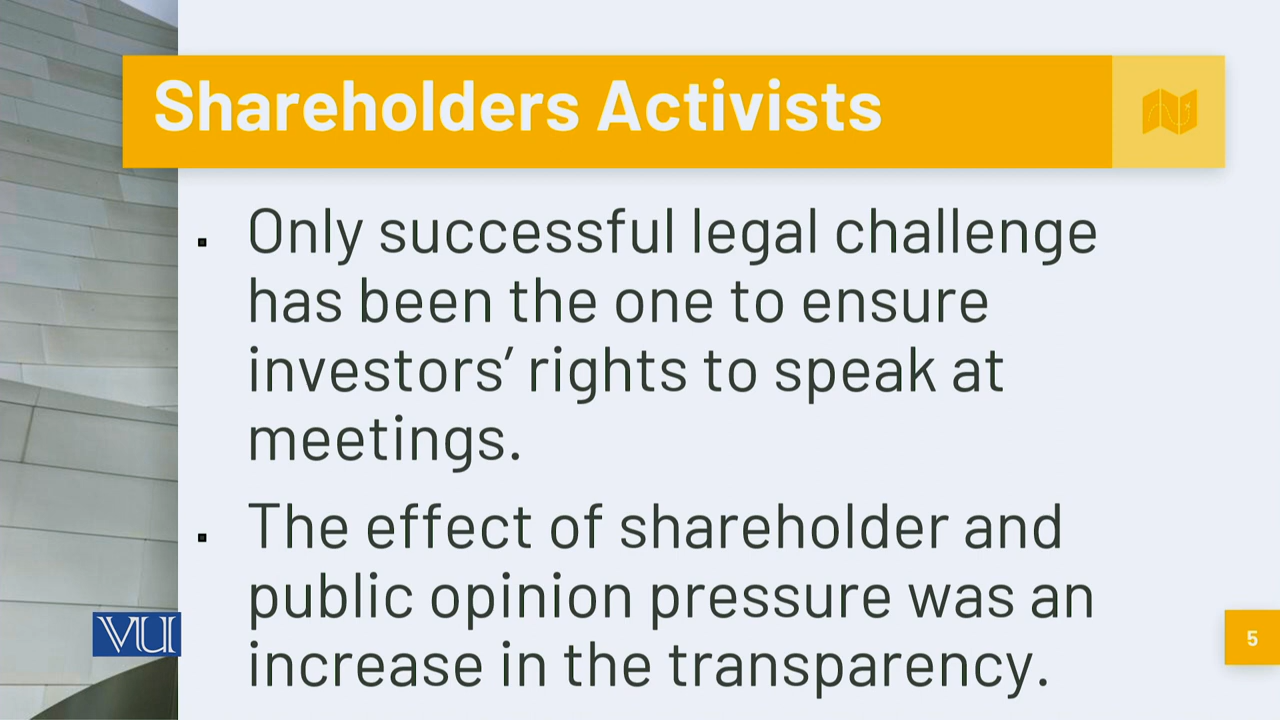 Shareholders Activists
▪ Only successful legal challenge
has been the one to ensure
investors’ rights to speak at
meetings.
▪ The effect of shareholder and
public opinion pressure was an
increase in the transparency.
VU
5